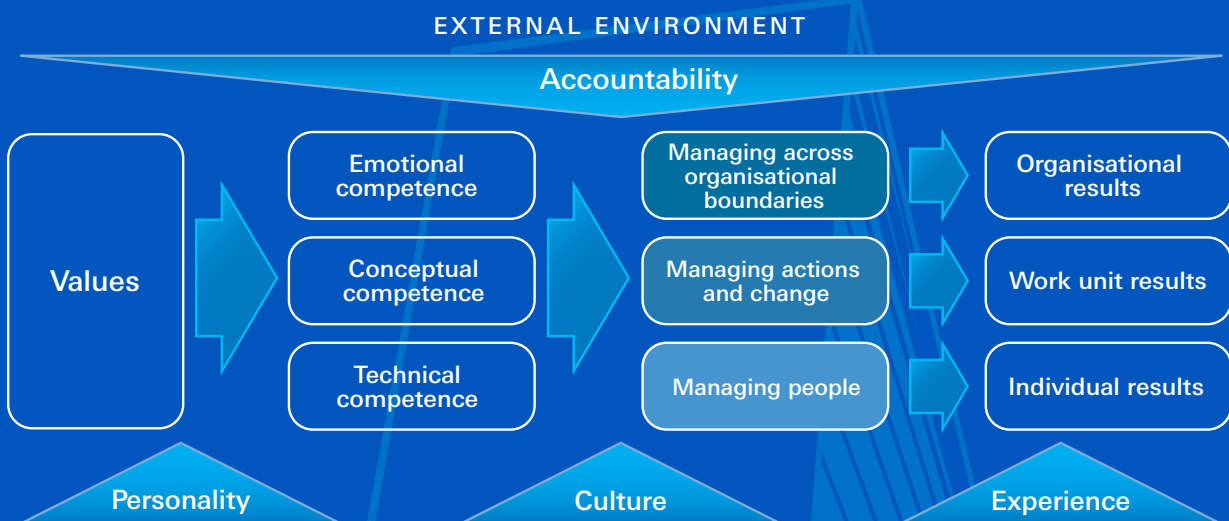 EXTERNAL ENVIRONMENT
Accountability
Values
Emotional
competence
Conceptual
competence
Technical
competence
Managing across
organisational
boundaries
Managing actions
and change
Managing people
Organisational
results
Work unit results
Individual results
Personality
Culture
Experience